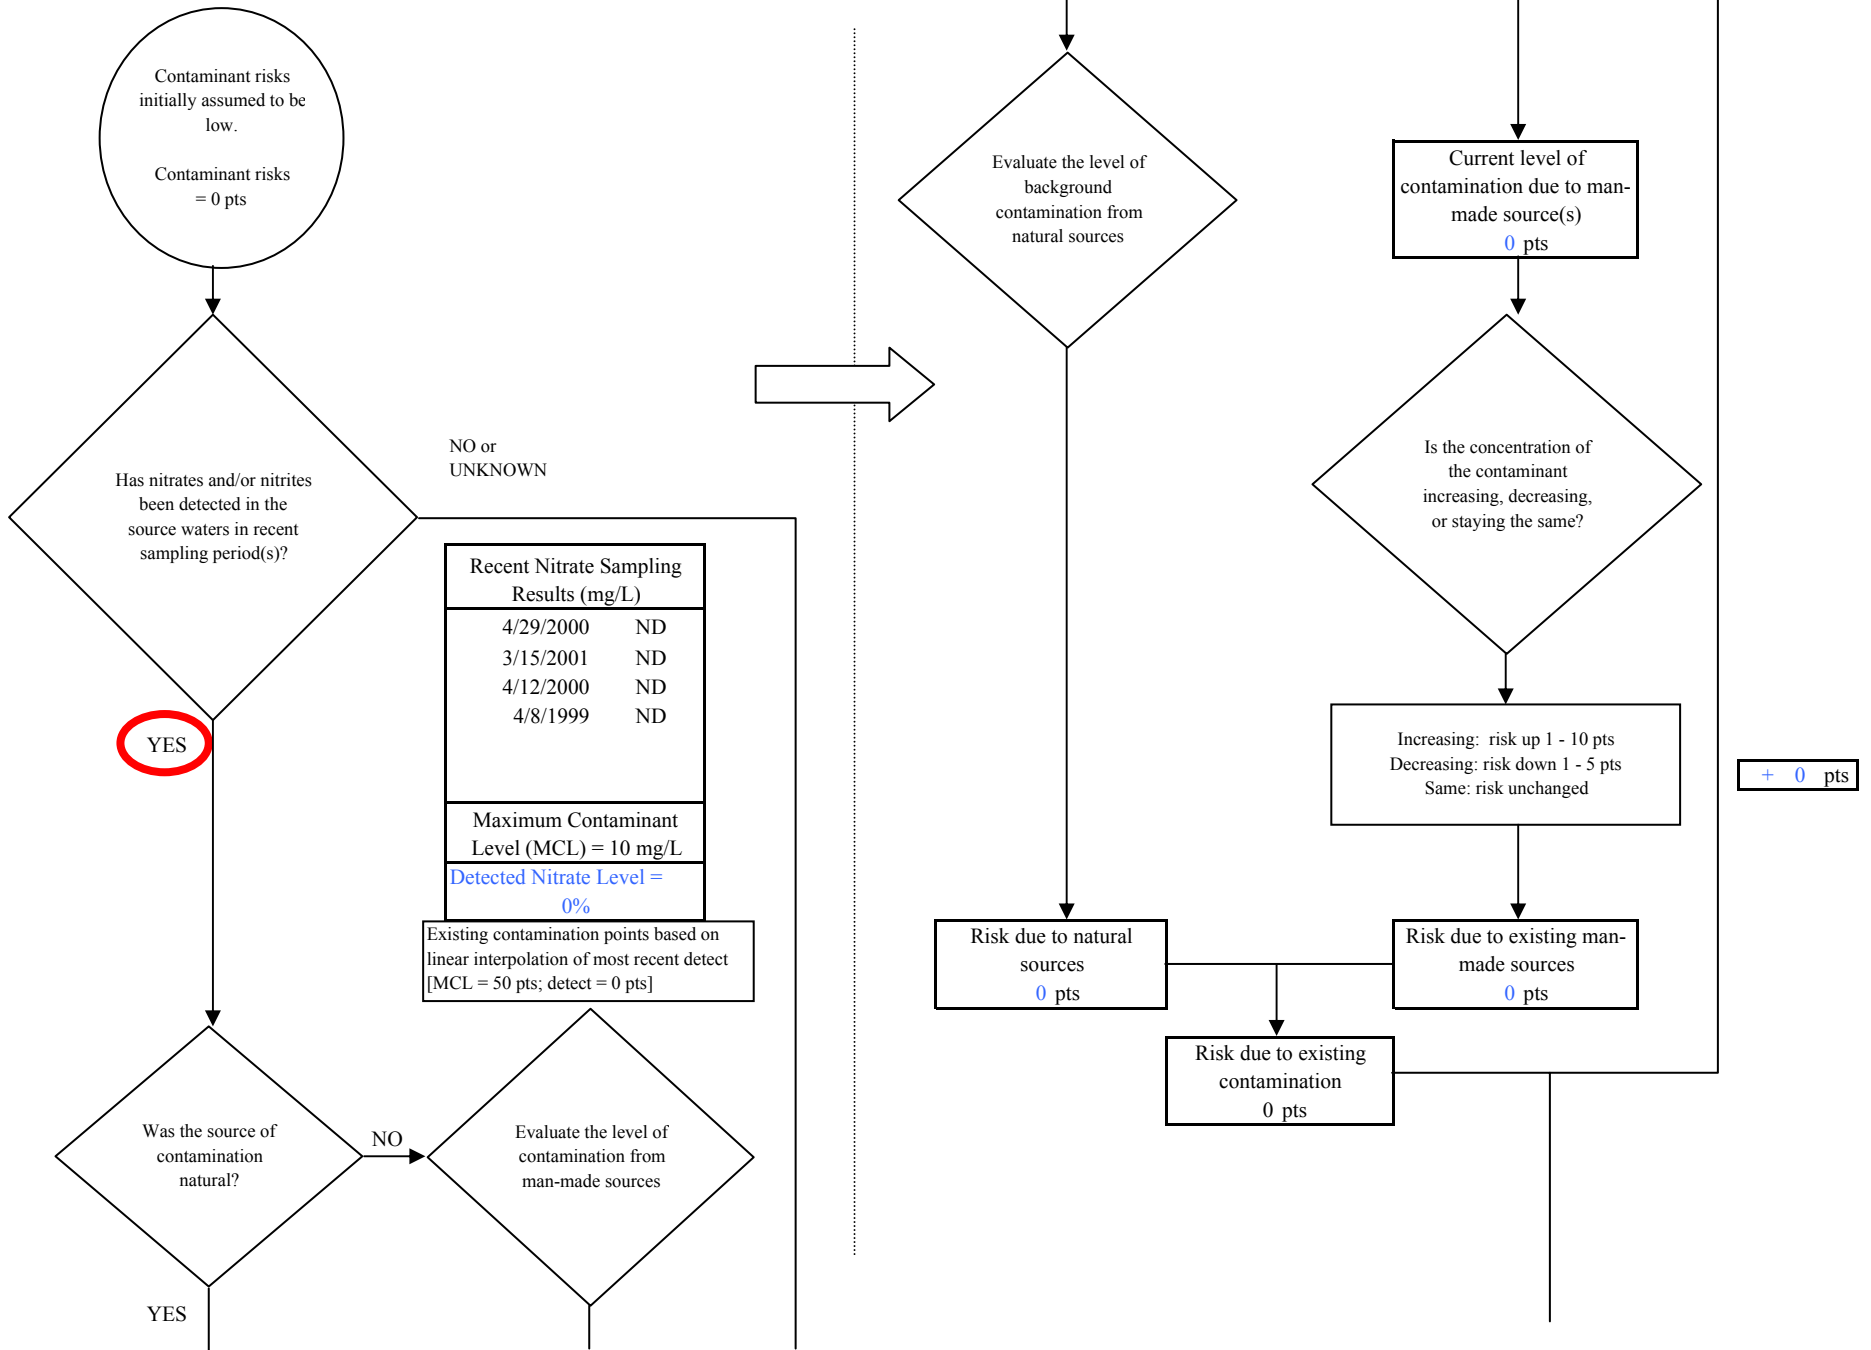 Contaminant risks
initially assumed to be
low.
Contaminant risks
= 0 pts
Has nitrates and/or nitrites
been detected in the
source waters in recent
sampling period(s)?
NO or
UNKNOWN
YES
Recent Nitrate Sampling
Results (mg/L)
4/29/2000 ND
3/15/2001 ND
4/12/2000 ND
4/8/1999 ND
Maximum Contaminant
Level (MCL) = 10 mg/L
Detected Nitrate Level =
0%
Existing contamination points based on
linear interpolation of most recent detect
[MCL = 50 pts; detect = 0 pts]
Was the source of
contamination
natural?
NO
Evaluate the level of
contamination from
man-made sources
YES
Evaluate the level of
background
contamination from
natural sources
Current level of
contamination due to man-
made source(s)
0 pts
Is the concentration of
the contaminant
increasing, decreasing,
or staying the same?
Increasing: risk up 1 - 10 pts
Decreasing: risk down 1 - 5 pts
Same: risk unchanged
+ 0 pts
Risk due to natural
sources
0 pts
Risk due to existing man-
made sources
0 pts
Risk due to existing
contamination
0 pts